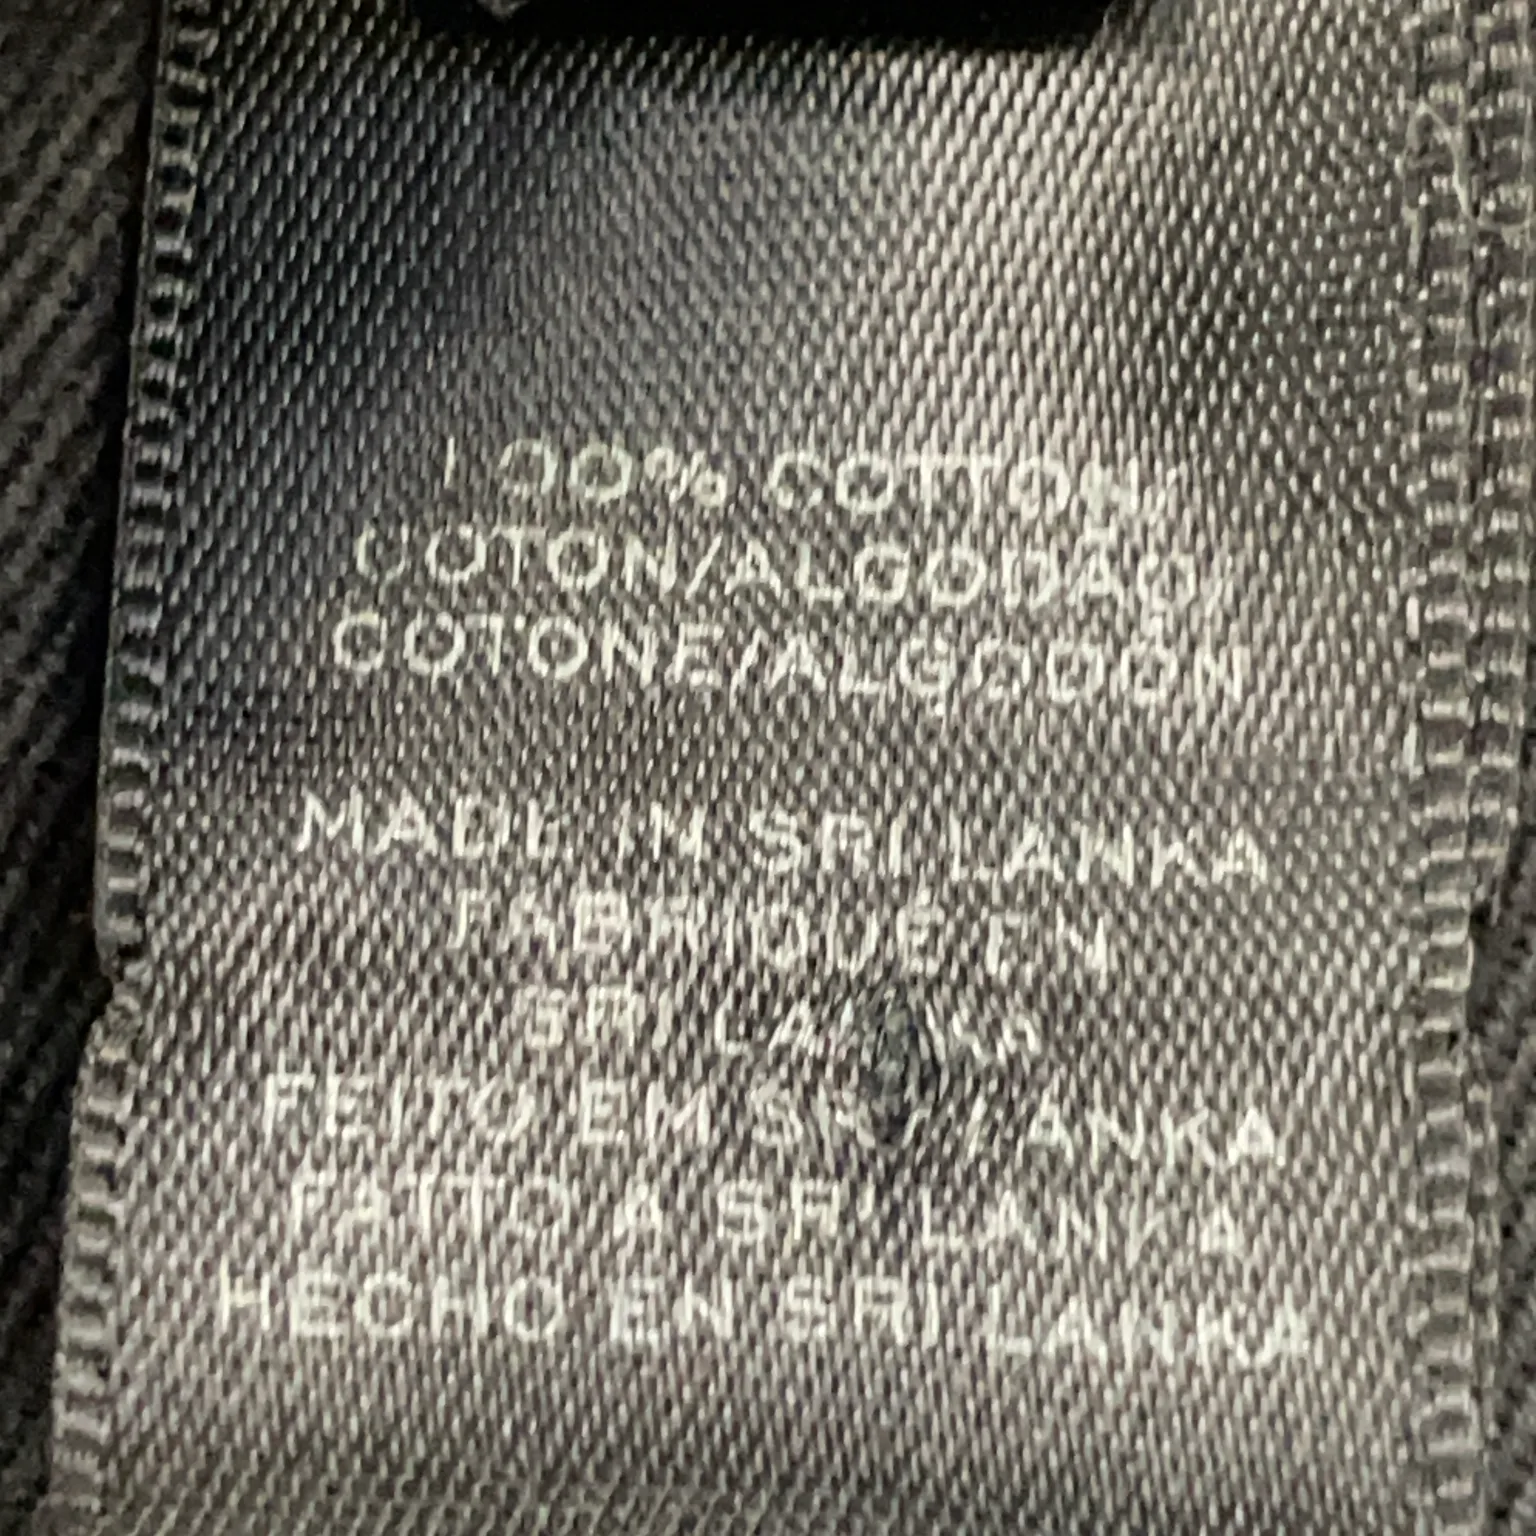 100% COTTON/
COTON/ALGODÃO/
COTONE/ALGODÓN
MADE IN SRI LANKA
FABRIQUÉ EN
SRI LANKA
FEITO EM SRI LANKA
FATTO A SRI LANKA
HECHO EN SRI LANKA